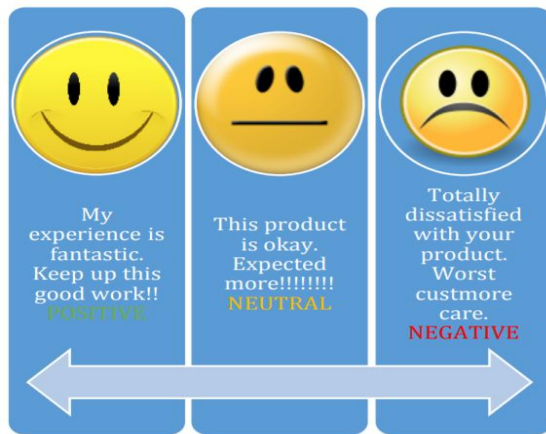 My
experience is
fantastic.
Keep up this
good work!!
POSITIVE
This product
is okay.
Expected
more!!!!!!!!
NEUTRAL
Totally
dissatisfied
with your
product.
Worst
custmore
care.
NEGATIVE